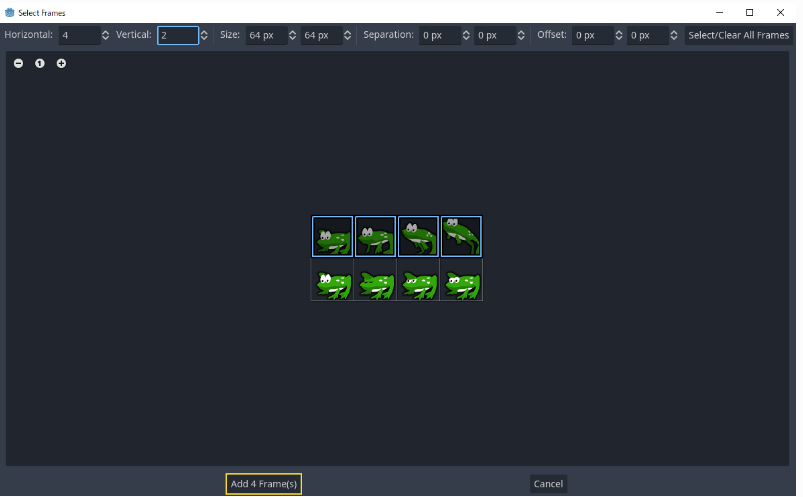 Select Frames
Horizontal: 4 Vertical: 2 Size: 64 px 64 px Separation: 0 px 0 px Offset: 0 px 0 px Select/Clear All Frames
1
Add 4 Frame(s) Cancel